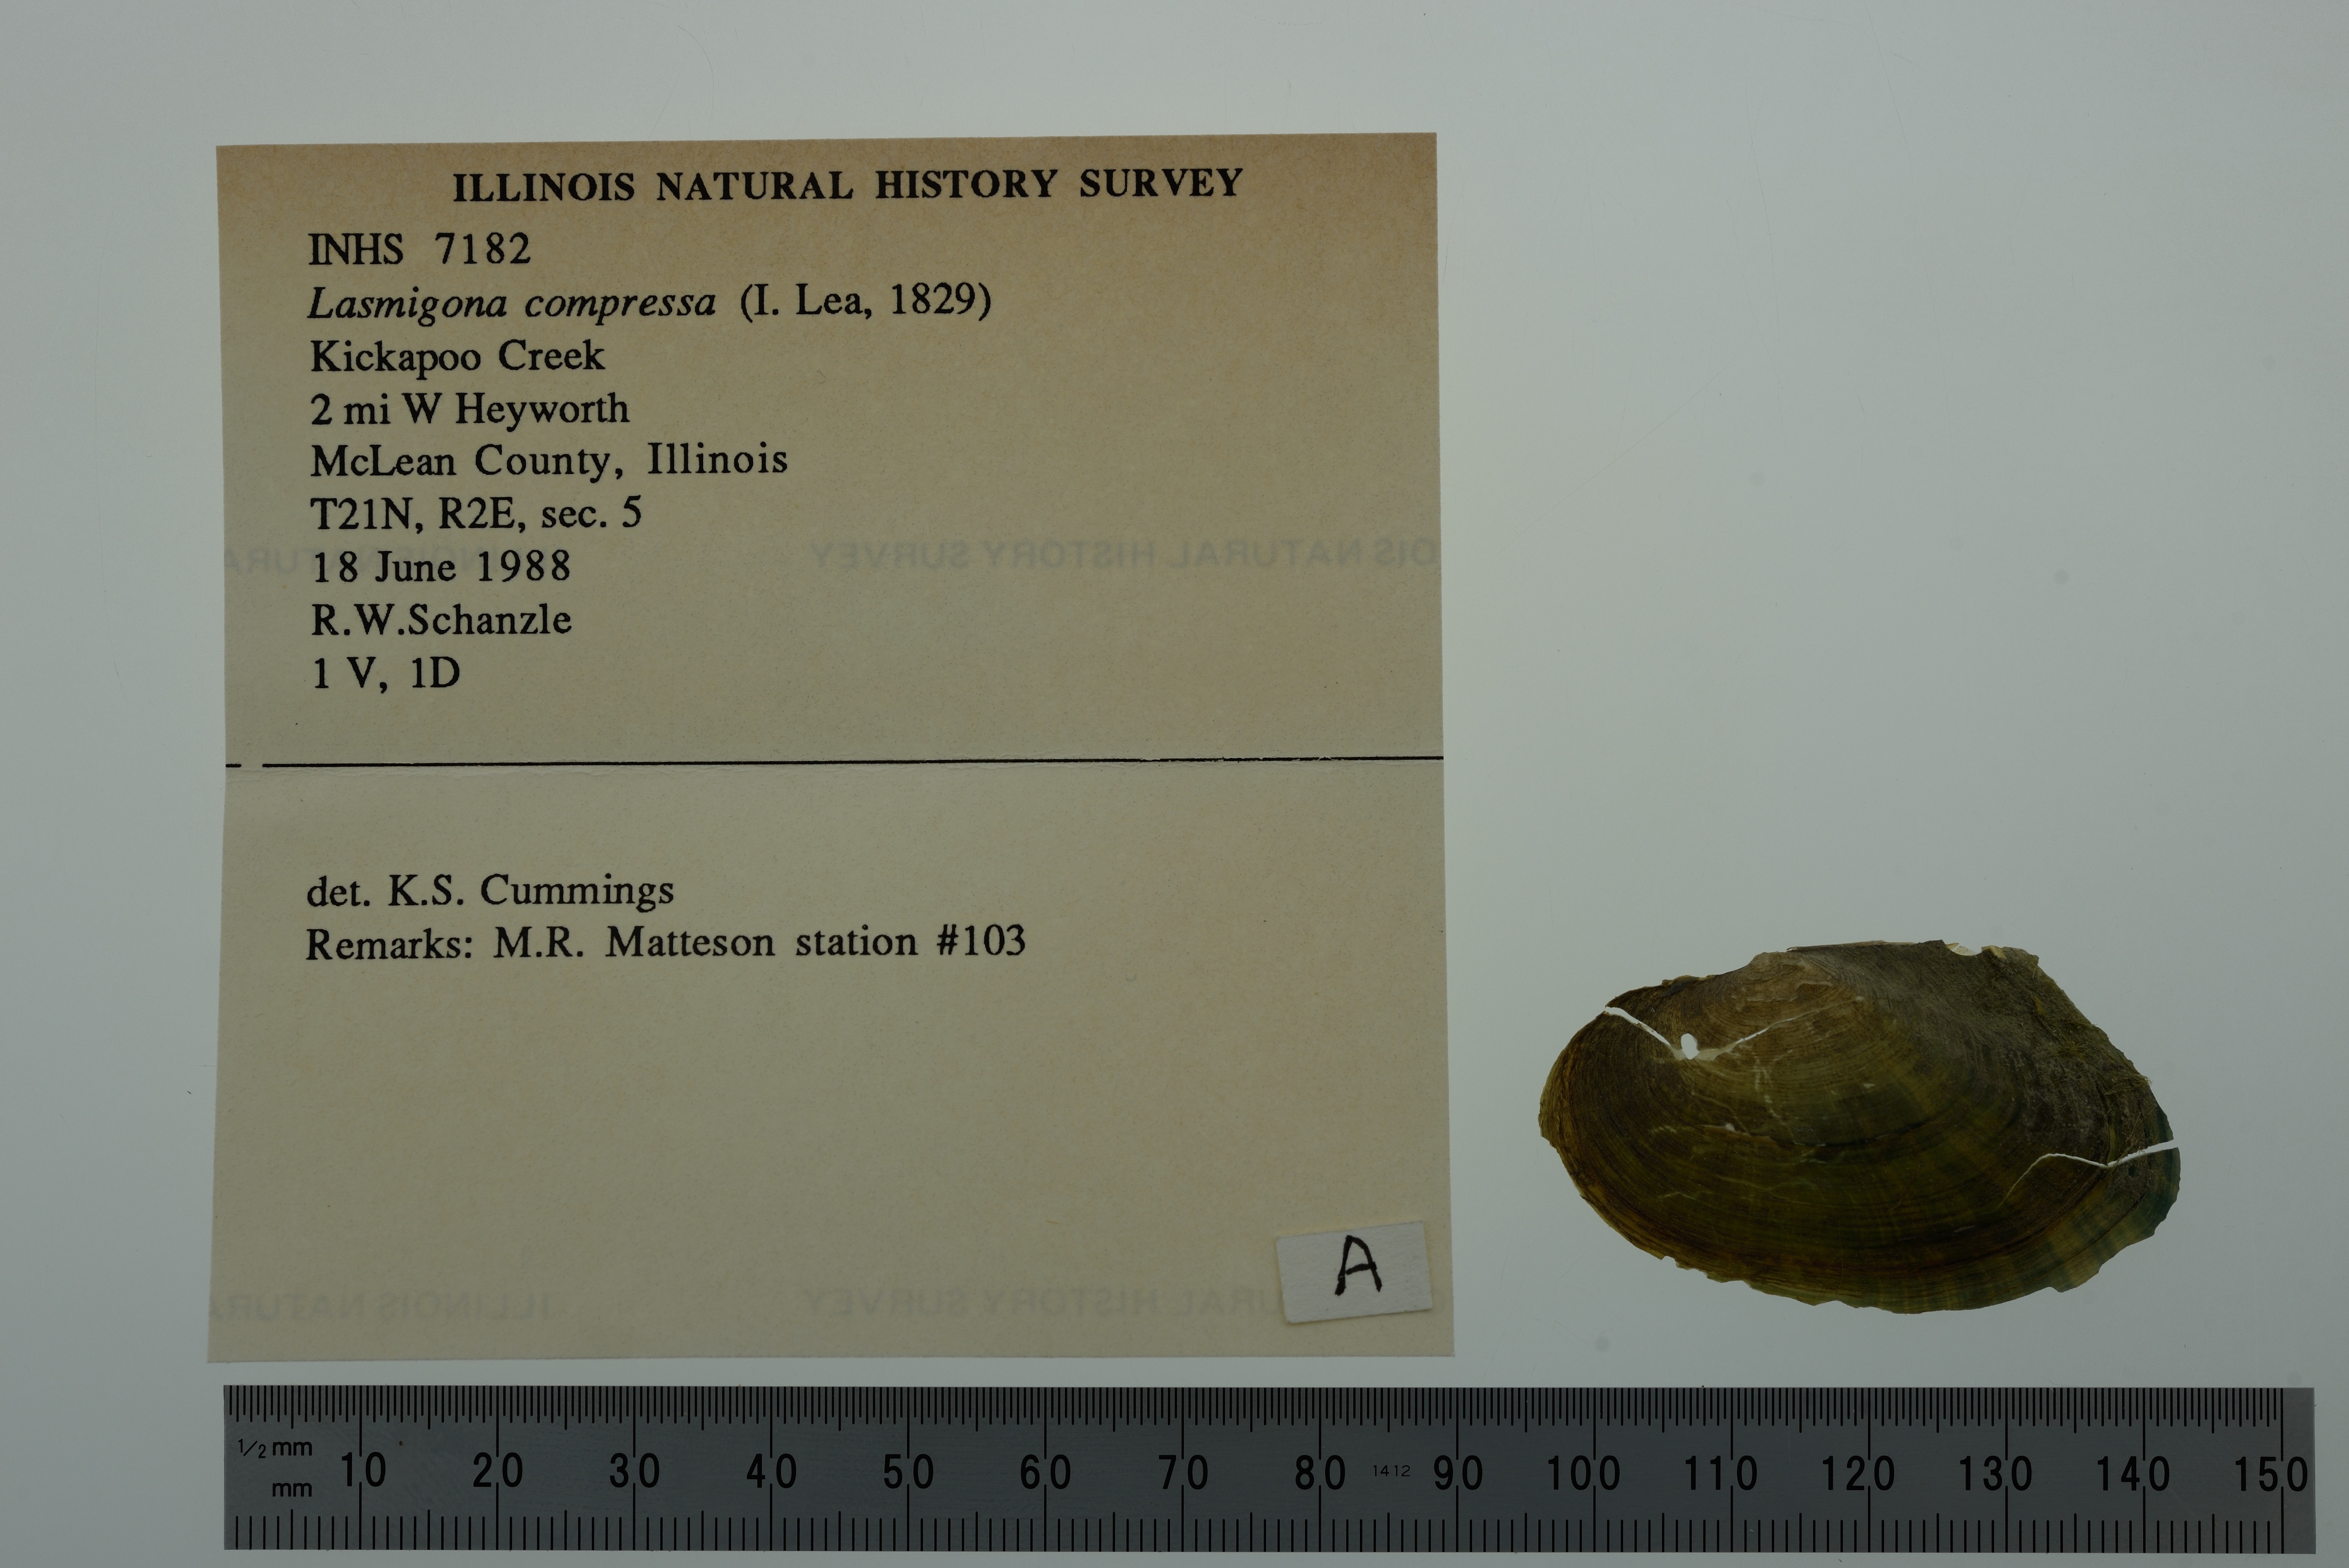 ILLINOIS NATURAL HISTORY SURVEY
INHS 7182
Lasmigona compressa (I. Lea, 1829)
Kickapoo Creek
2 mi W Heyworth
McLean County, Illinois
T21N, R2E, sec. 5
18 June 1988
R.W.Schanzle
1 V, 1D
det. K.S. Cummings
Remarks: M.R. Matteson station #103
A
1/2 mm
mm 10 20 30 40 50 60 70 80 1412 90 100 110 120 130 140 150